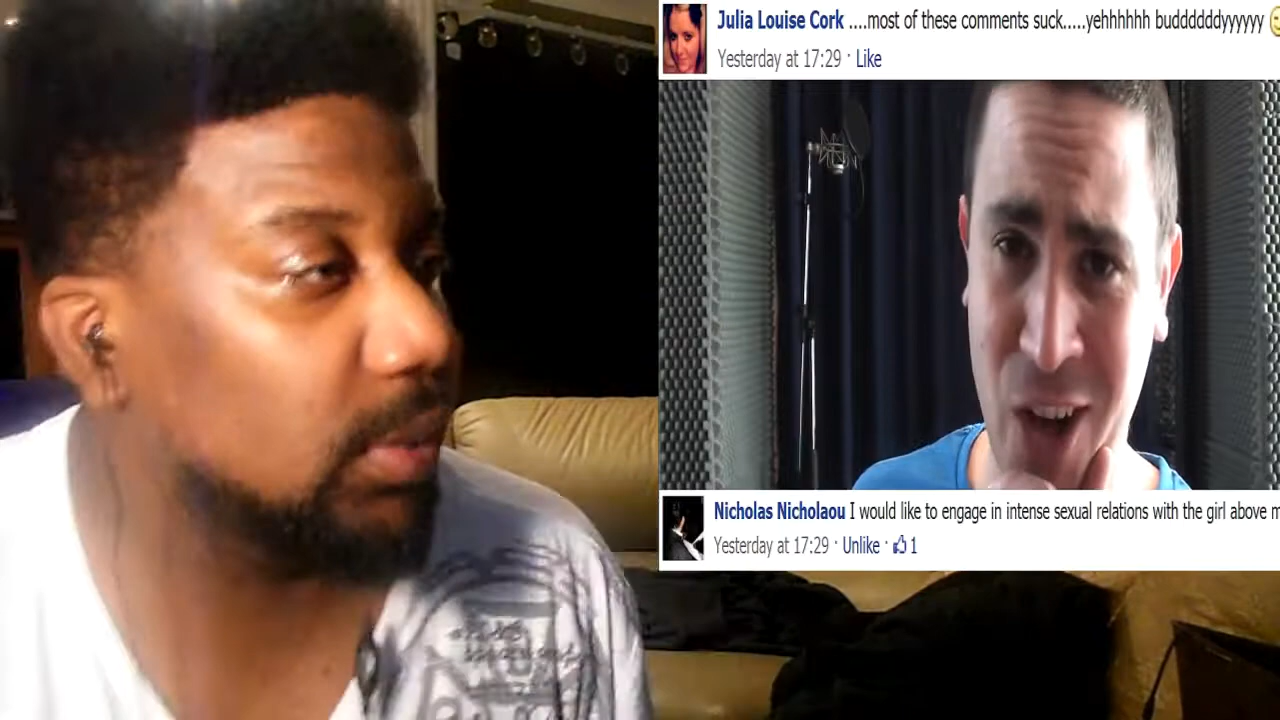 Julia Louise Cork ....most of these comments suck.....yehhhhhh buddddddyyyyyy
Yesterday at 17:29 · Like
Nicholas Nicholaou I would like to engage in intense sexual relations with the girl above
Yesterday at 17:29 · Unlike · 1